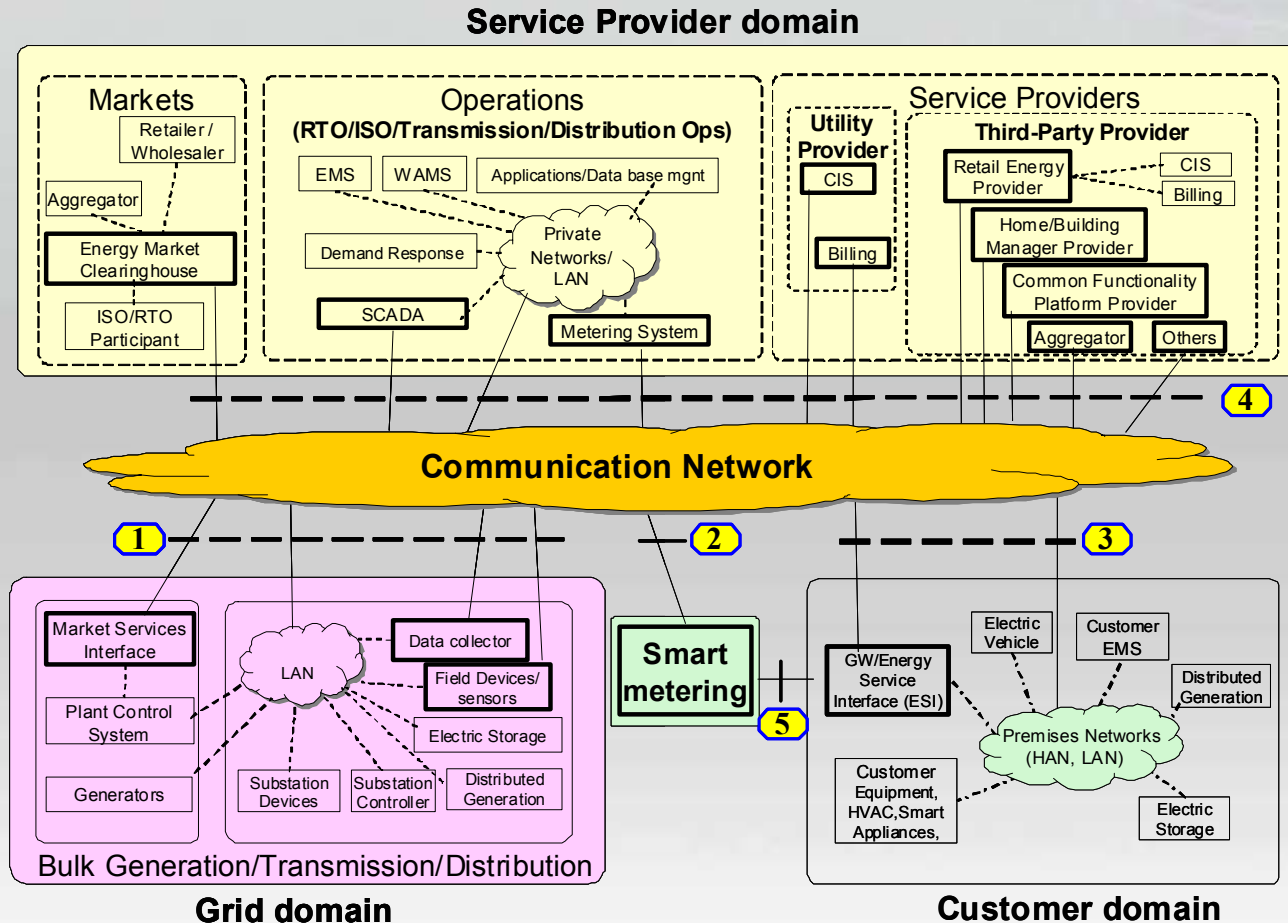 Service Provider domain
Markets
Retailer /
Wholesaler
Aggregator
Energy Market
Clearinghouse
ISO/RTO
Participant
Operations
(RTO/ISO/Transmission/Distribution Ops)
EMS
WAMS
Applications/Data base mgnt
Private
Networks/
LAN
Demand Response
SCADA
Metering System
Service Providers
Utility
Provider
CIS
Billing
Third-Party Provider
Retail Energy
Provider
CIS
Billing
Home/Building
Manager Provider
Common Functionality
Platform Provider
Aggregator
Others
4
Communication Network
1
2
3
Market Services
Interface
Plant Control
System
Generators
LAN
Data collector
Field Devices/
sensors
Electric Storage
Substation
Devices
Substation
Controller
Distributed
Generation
Bulk Generation/Transmission/Distribution
Grid domain
Smart
metering
5
GW/Energy
Service
Interface (ESI)
Electric
Vehicle
Customer
EMS
Distributed
Generation
Premises Networks
(HAN, LAN)
Customer
Equipment,
HVAC,Smart
Appliances,
Electric
Storage
Customer domain